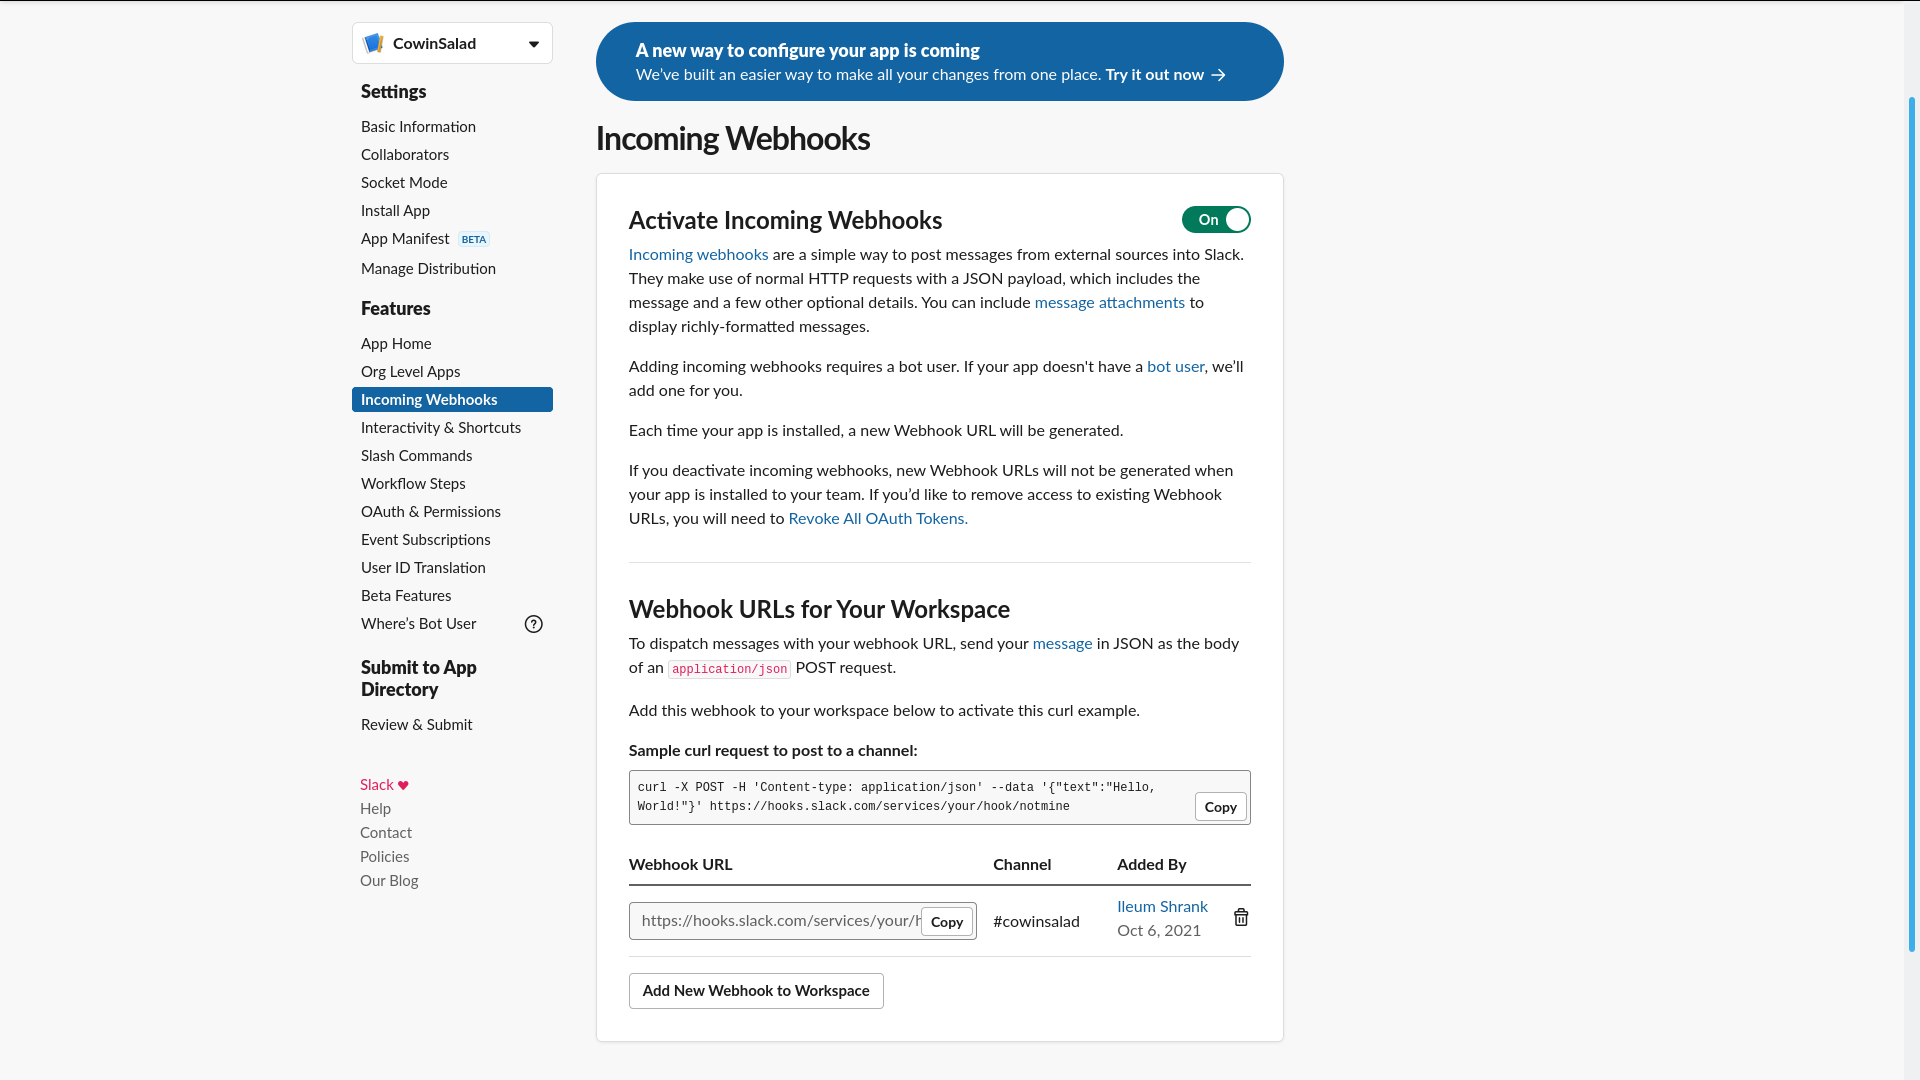 CowinSalad
Settings
Basic Information
Collaborators
Socket Mode
Install App
App Manifest BETA
Manage Distribution
Features
App Home
Org Level Apps
Incoming Webhooks
Interactivity & Shortcuts
Slash Commands
Workflow Steps
OAuth & Permissions
Event Subscriptions
User ID Translation
Beta Features
Where’s Bot User ?
Submit to App
Directory
Review & Submit
Slack ♥
Help
Contact
Policies
Our Blog
A new way to configure your app is coming
We’ve built an easier way to make all your changes from one place. Try it out now →
Incoming Webhooks
Activate Incoming Webhooks On
Incoming webhooks are a simple way to post messages from external sources into Slack.
They make use of normal HTTP requests with a JSON payload, which includes the
message and a few other optional details. You can include message attachments to
display richly-formatted messages.
Adding incoming webhooks requires a bot user. If your app doesn't have a bot user, we’ll
add one for you.
Each time your app is installed, a new Webhook URL will be generated.
If you deactivate incoming webhooks, new Webhook URLs will not be generated when
your app is installed to your team. If you’d like to remove access to existing Webhook
URLs, you will need to Revoke All OAuth Tokens.
Webhook URLs for Your Workspace
To dispatch messages with your webhook URL, send your message in JSON as the body
of an application/json POST request.
Add this webhook to your workspace below to activate this curl example.
Sample curl request to post to a channel:
curl -X POST -H 'Content-type: application/json' --data '{"text":"Hello,
World!"}' https://hooks.slack.com/services/your/hook/notmine
Copy
Webhook URL Channel Added By
https://hooks.slack.com/services/your/h Copy #cowinsalad Ileum Shrank
Oct 6, 2021
Add New Webhook to Workspace